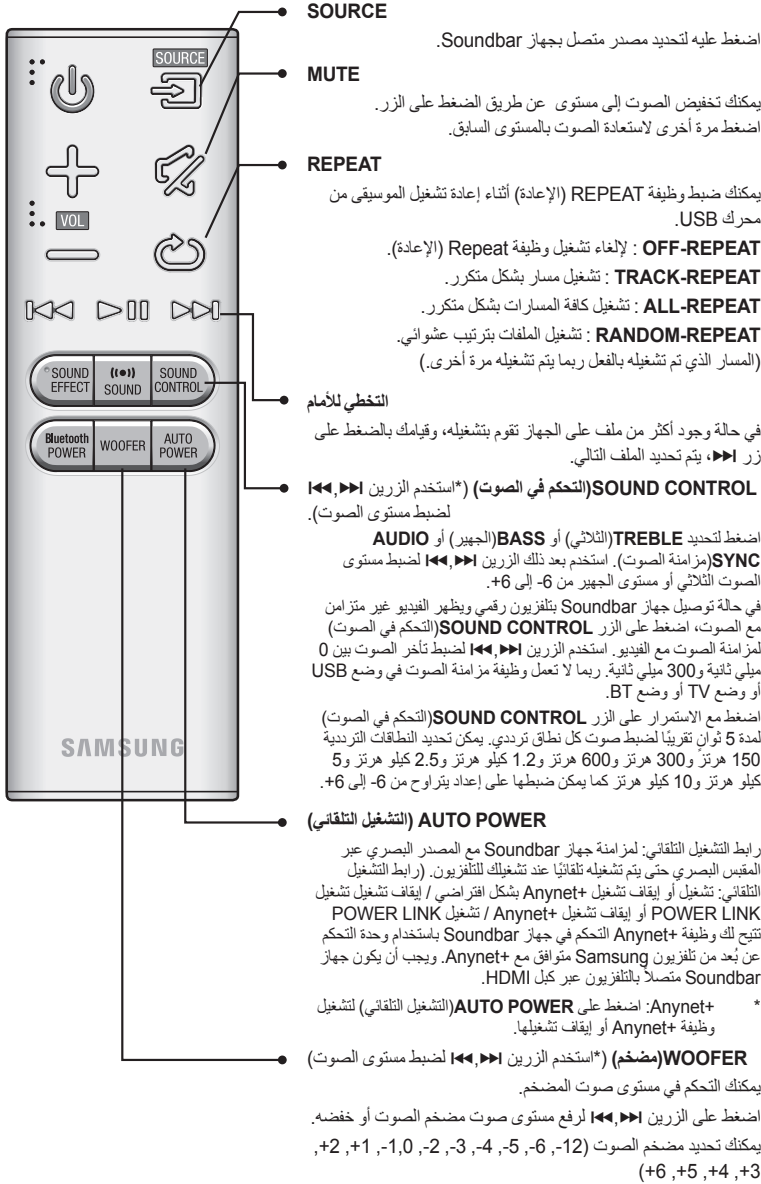 SOURCE
اضغط عليه لتحديد مصدر متصل بجهاز Soundbar.
MUTE
يمكنك تخفيض الصوت إلى مستوى عن طريق الضغط على الزر.
اضغط مرة أخرى لاستعادة الصوت بالمستوى السابق.
REPEAT
يمكنك ضبط وظيفة REPEAT (الإعادة) أثناء إعادة تشغيل الموسيقى من
محرك USB.
OFF-REPEAT : لإلغاء تشغيل وظيفة Repeat (الإعادة).
TRACK-REPEAT : تشغيل مسار بشكل متكرر.
ALL-REPEAT : تشغيل كافة المسارات بشكل متكرر.
RANDOM-REPEAT : تشغيل الملفات بترتيب عشوائي.
(المسار الذي تم تشغيله بالفعل ربما يتم تشغيله مرة أخرى.)
التخطي للأمام
في حالة وجود أكثر من ملف على الجهاز تقوم بتشغيله، وقيامك بالضغط على
زر ⏭، يتم تحديد الملف التالي.
SOUND CONTROL(التحكم في الصوت) (*استخدم الزرين ⏭,⏮
لضبط مستوى الصوت).
اضغط لتحديد TREBLE(الثلاثي) أو BASS(الجهير) أو AUDIO
SYNC(مزامنة الصوت). استخدم بعد ذلك الزرين ⏭,⏮ لضبط مستوى
الصوت الثلاثي أو مستوى الجهير من 6- إلى 6+.
في حالة توصيل جهاز Soundbar بتلفزيون رقمي ويظهر الفيديو غير متزامن
مع الصوت، اضغط على الزر SOUND CONTROL(التحكم في الصوت)
لمزامنة الصوت مع الفيديو. استخدم الزرين ⏭,⏮ لضبط تأخر الصوت بين 0
ميلي ثانية و300 ميلي ثانية. ربما لا تعمل وظيفة مزامنة الصوت في وضع USB
أو وضع TV أو وضع BT.
اضغط مع الاستمرار على الزر SOUND CONTROL(التحكم في الصوت)
لمدة 5 ثوانٍ تقريبًا لضبط صوت كل نطاق ترددي. يمكن تحديد النطاقات الترددية
150 هرتز و300 هرتز و600 هرتز و1.2 كيلو هرتز و2.5 كيلو هرتز و5
كيلو هرتز و10 كيلو هرتز كما يمكن ضبطها على إعداد يتراوح من 6- إلى 6+.
AUTO POWER (التشغيل التلقائي)
رابط التشغيل التلقائي: لمزامنة جهاز Soundbar مع المصدر البصري عبر
المقبس البصري حتى يتم تشغيله تلقائيًا عند تشغيلك للتلفزيون. (رابط التشغيل
التلقائي: تشغيل أو إيقاف تشغيل +Anynet بشكل افتراضي / إيقاف تشغيل تشغيل
POWER LINK أو إيقاف تشغيل +Anynet / تشغيل POWER LINK
تتيح لك وظيفة +Anynet التحكم في جهاز Soundbar باستخدام وحدة التحكم
عن بُعد من تلفزيون Samsung متوافق مع +Anynet. ويجب أن يكون جهاز
Soundbar متصلاً بالتلفزيون عبر كبل HDMI.
* +Anynet: اضغط على AUTO POWER(التشغيل التلقائي) لتشغيل
وظيفة +Anynet أو إيقاف تشغيلها.
WOOFER(مضخم) (*استخدم الزرين ⏭,⏮ لضبط مستوى الصوت)
يمكنك التحكم في مستوى صوت المضخم.
اضغط على الزرين ⏭,⏮ لرفع مستوى صوت مضخم الصوت أو خفضه.
يمكنك تحديد مضخم الصوت (12-, 6-, 5-, 4-, 3-, 2-, 1,0-, 1+, 2+,
3+, 4+, 5+, 6+)
SOURCE
VOL
SOUND EFFECT
SOUND
SOUND CONTROL
Bluetooth POWER
WOOFER
AUTO POWER
SAMSUNG